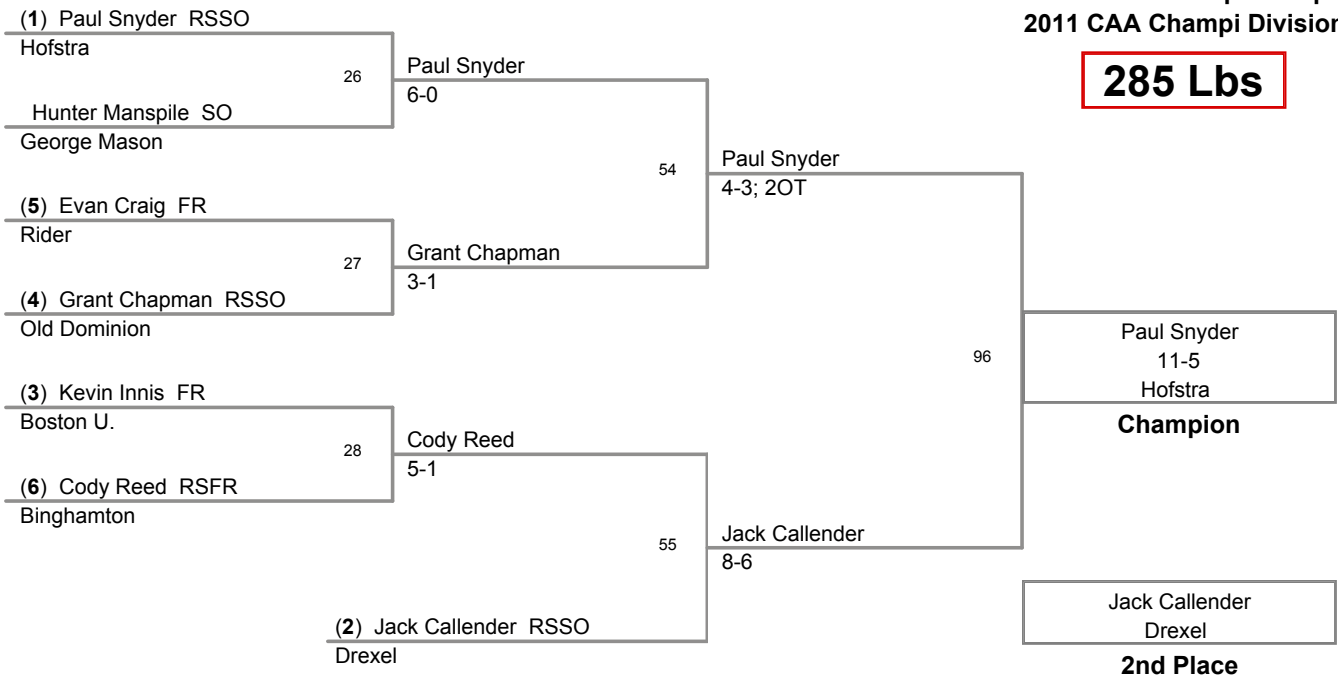 2011 CAA Champi Division
285 Lbs
(1) Paul Snyder RSSO
Hofstra
26
Paul Snyder
6-0
Hunter Manspile SO
George Mason
54
Paul Snyder
4-3; 2OT
(5) Evan Craig FR
Rider
27
Grant Chapman
3-1
(4) Grant Chapman RSSO
Old Dominion
96
Paul Snyder
11-5
Hofstra
Champion
(3) Kevin Innis FR
Boston U.
28
Cody Reed
5-1
(6) Cody Reed RSFR
Binghamton
55
Jack Callender
8-6
(2) Jack Callender RSSO
Drexel
Jack Callender
Drexel
2nd Place